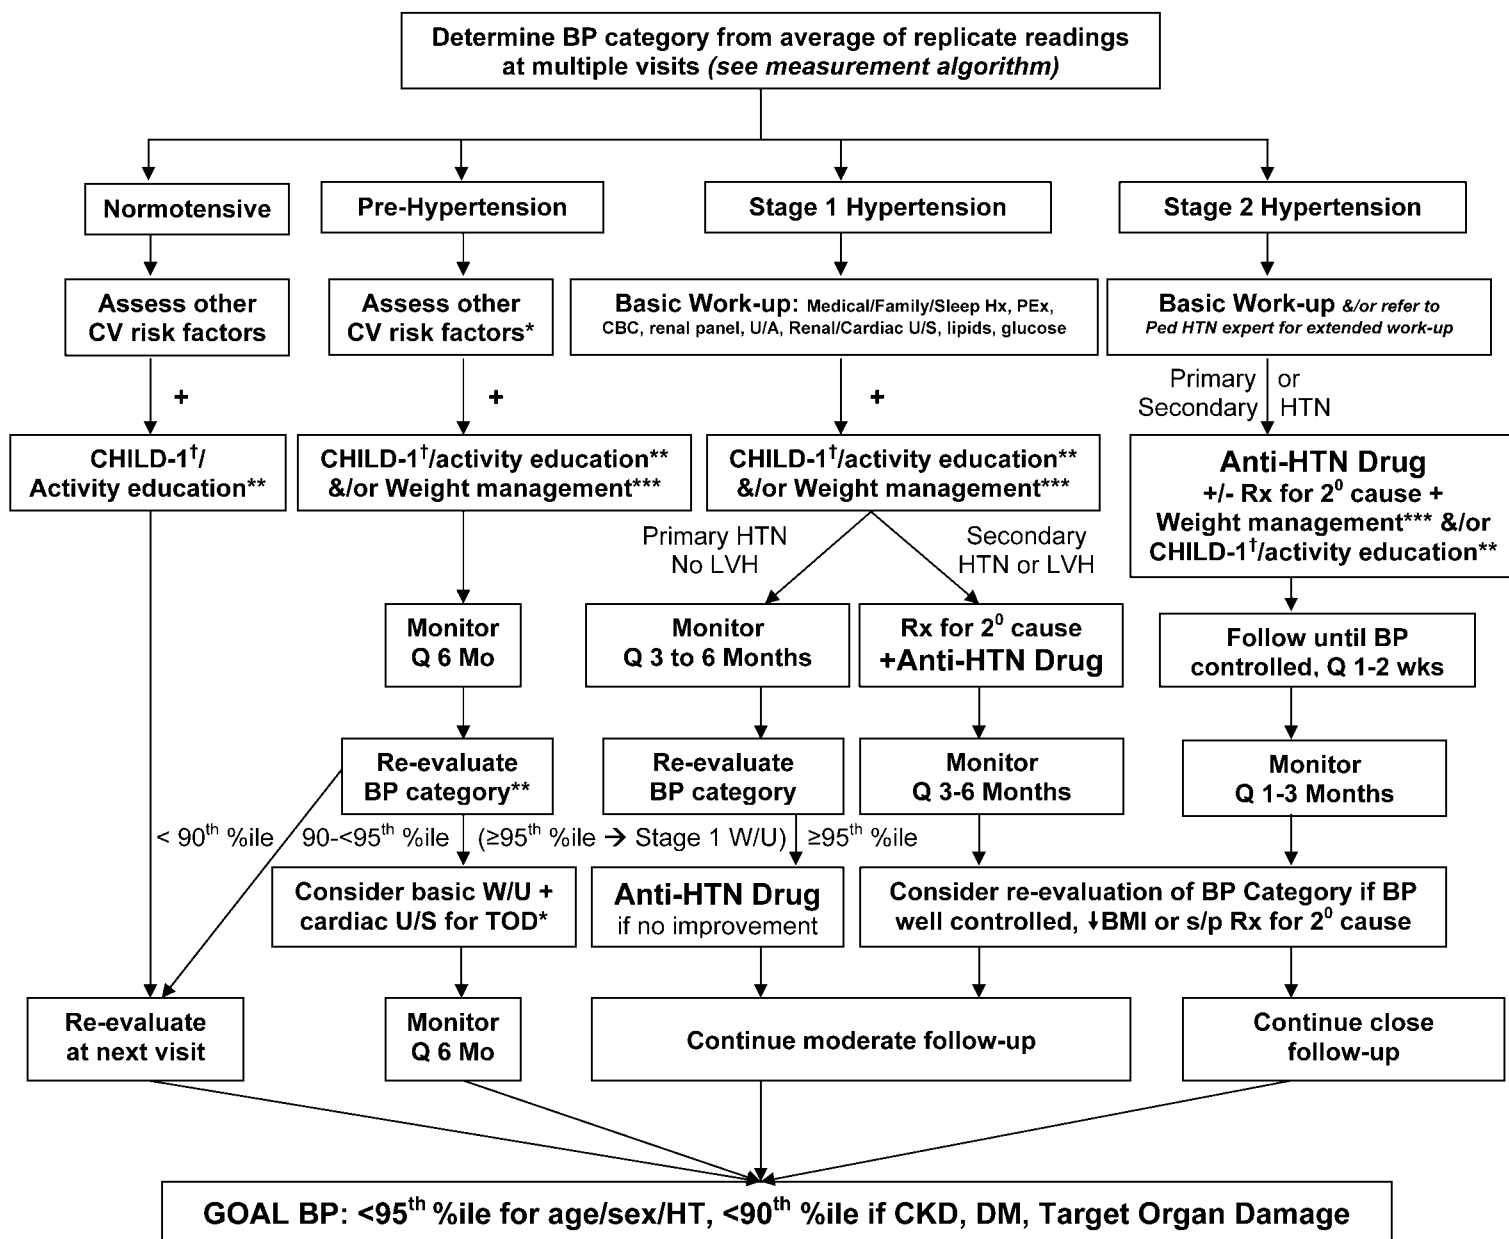 Determine BP category from average of replicate readings
at multiple visits (see measurement algorithm)
Normotensive
Pre-Hypertension
Stage 1 Hypertension
Stage 2 Hypertension
Assess other
CV risk factors
Assess other
CV risk factors*
Basic Work-up: Medical/Family/Sleep Hx, PEx,
CBC, renal panel, U/A, Renal/Cardiac U/S, lipids, glucose
Basic Work-up &/or refer to
Ped HTN expert for extended work-up
+
+
+
Primary or
Secondary HTN
CHILD-1†/
Activity education**
CHILD-1†/activity education**
&/or Weight management***
CHILD-1†/activity education**
&/or Weight management***
Anti-HTN Drug
+/- Rx for 2⁰ cause +
Weight management*** &/or
CHILD-1†/activity education**
Primary HTN
No LVH
Secondary
HTN or LVH
Monitor
Q 6 Mo
Monitor
Q 3 to 6 Months
Rx for 2⁰ cause
+Anti-HTN Drug
Follow until BP
controlled, Q 1-2 wks
Re-evaluate
BP category**
Re-evaluate
BP category
Monitor
Q 3-6 Months
Monitor
Q 1-3 Months
< 90th %ile
90-<95th %ile
(≥95th %ile → Stage 1 W/U)
≥95th %ile
Consider basic W/U +
cardiac U/S for TOD*
Anti-HTN Drug
if no improvement
Consider re-evaluation of BP Category if BP
well controlled, ↓BMI or s/p Rx for 2⁰ cause
Re-evaluate
at next visit
Monitor
Q 6 Mo
Continue moderate follow-up
Continue close
follow-up
GOAL BP: <95th %ile for age/sex/HT, <90th %ile if CKD, DM, Target Organ Damage